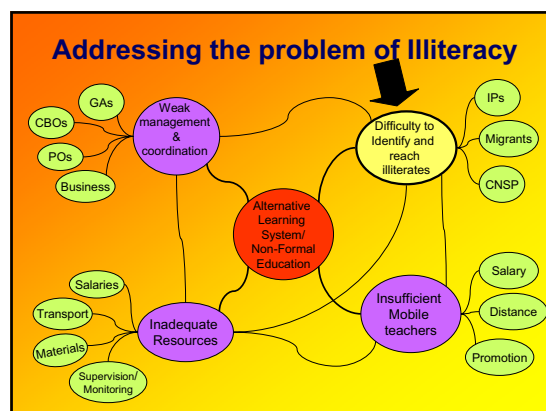 Addressing the problem of Illiteracy
GAs
CBOs
POs
Business
Weak
management
&
coordination
Difficulty to
Identify and
reach
illiterates
IPs
Migrants
CNSP
Alternative
Learning
System/
Non-Formal
Education
Salaries
Transport
Materials
Supervision/
Monitoring
Inadequate
Resources
Insufficient
Mobile
teachers
Salary
Distance
Promotion